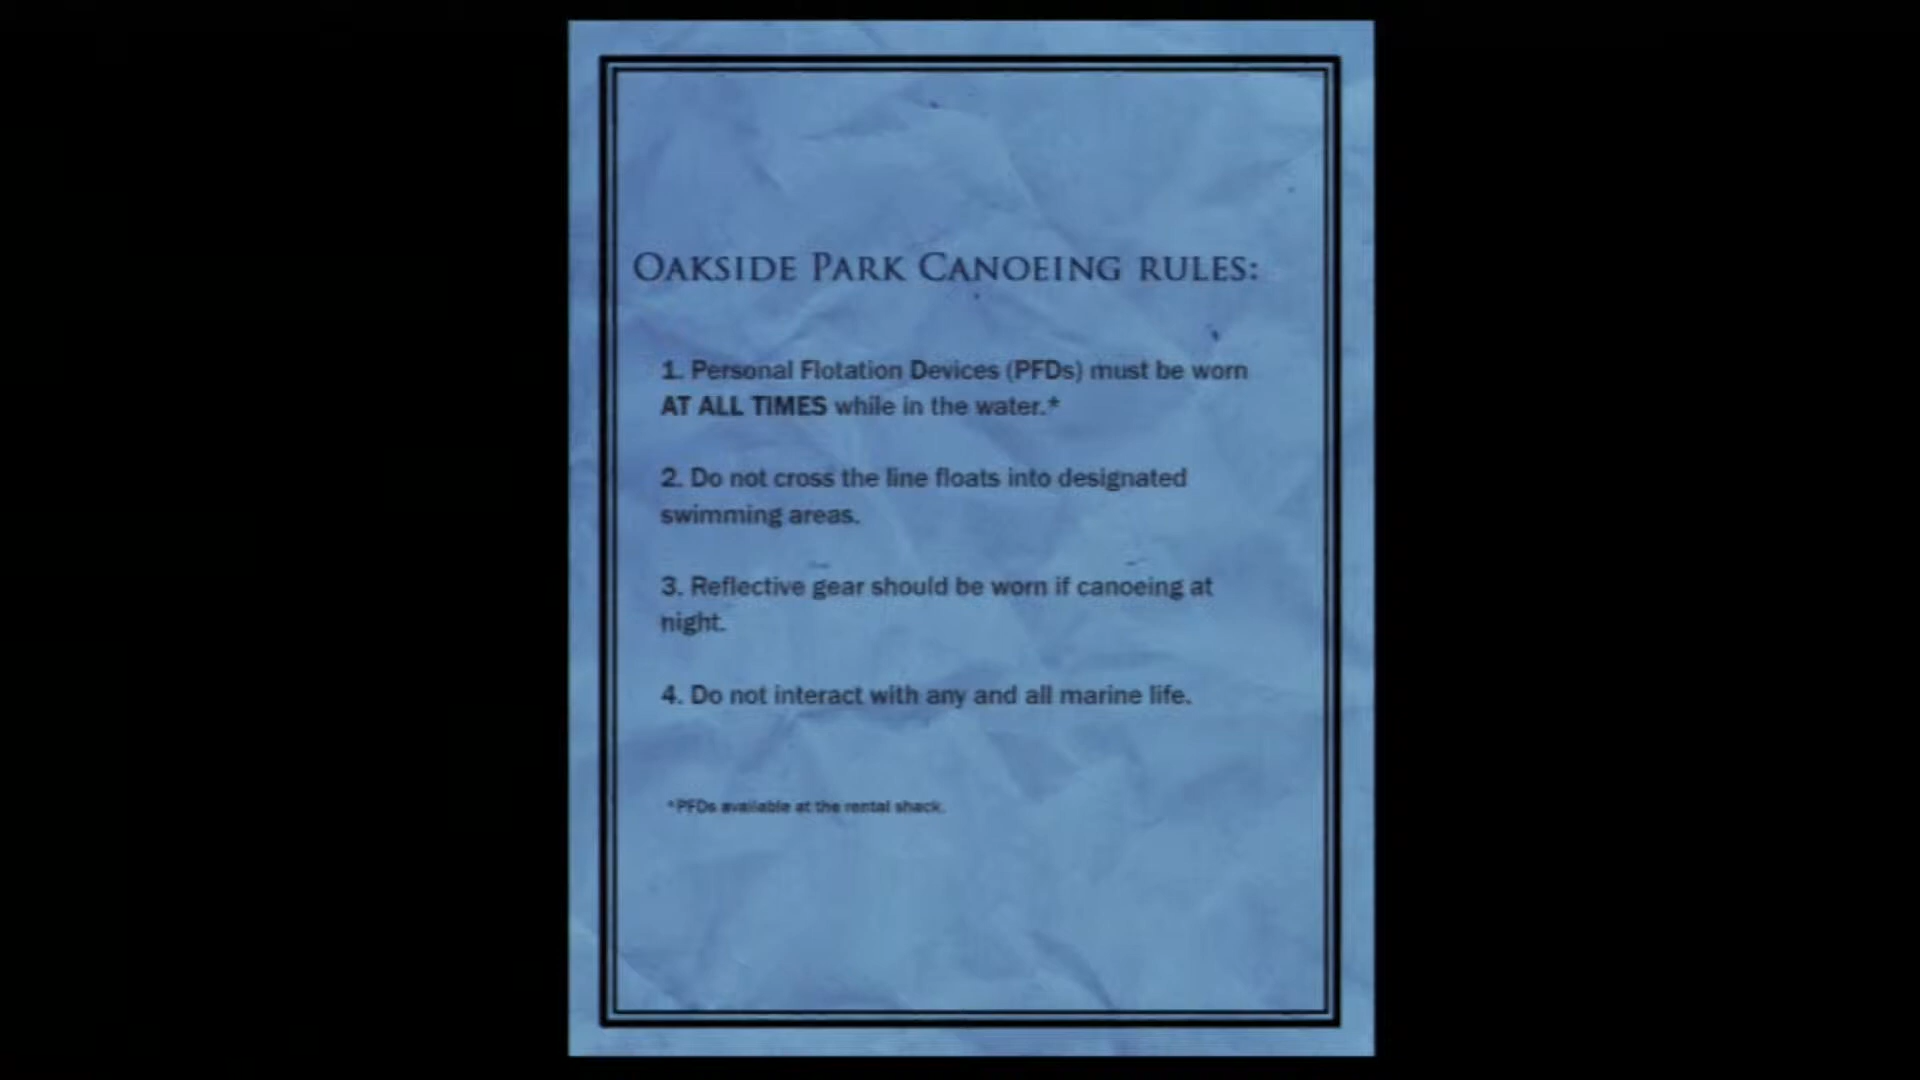 OAKSIDE PARK CANOEING RULES:
1. Personal Flotation Devices (PFDs) must be worn
AT ALL TIMES while in the water.*
2. Do not cross the line floats into designated
swimming areas.
3. Reflective gear should be worn if canoeing at
night.
4. Do not interact with any and all marine life.
*PFDs available at the rental shack.